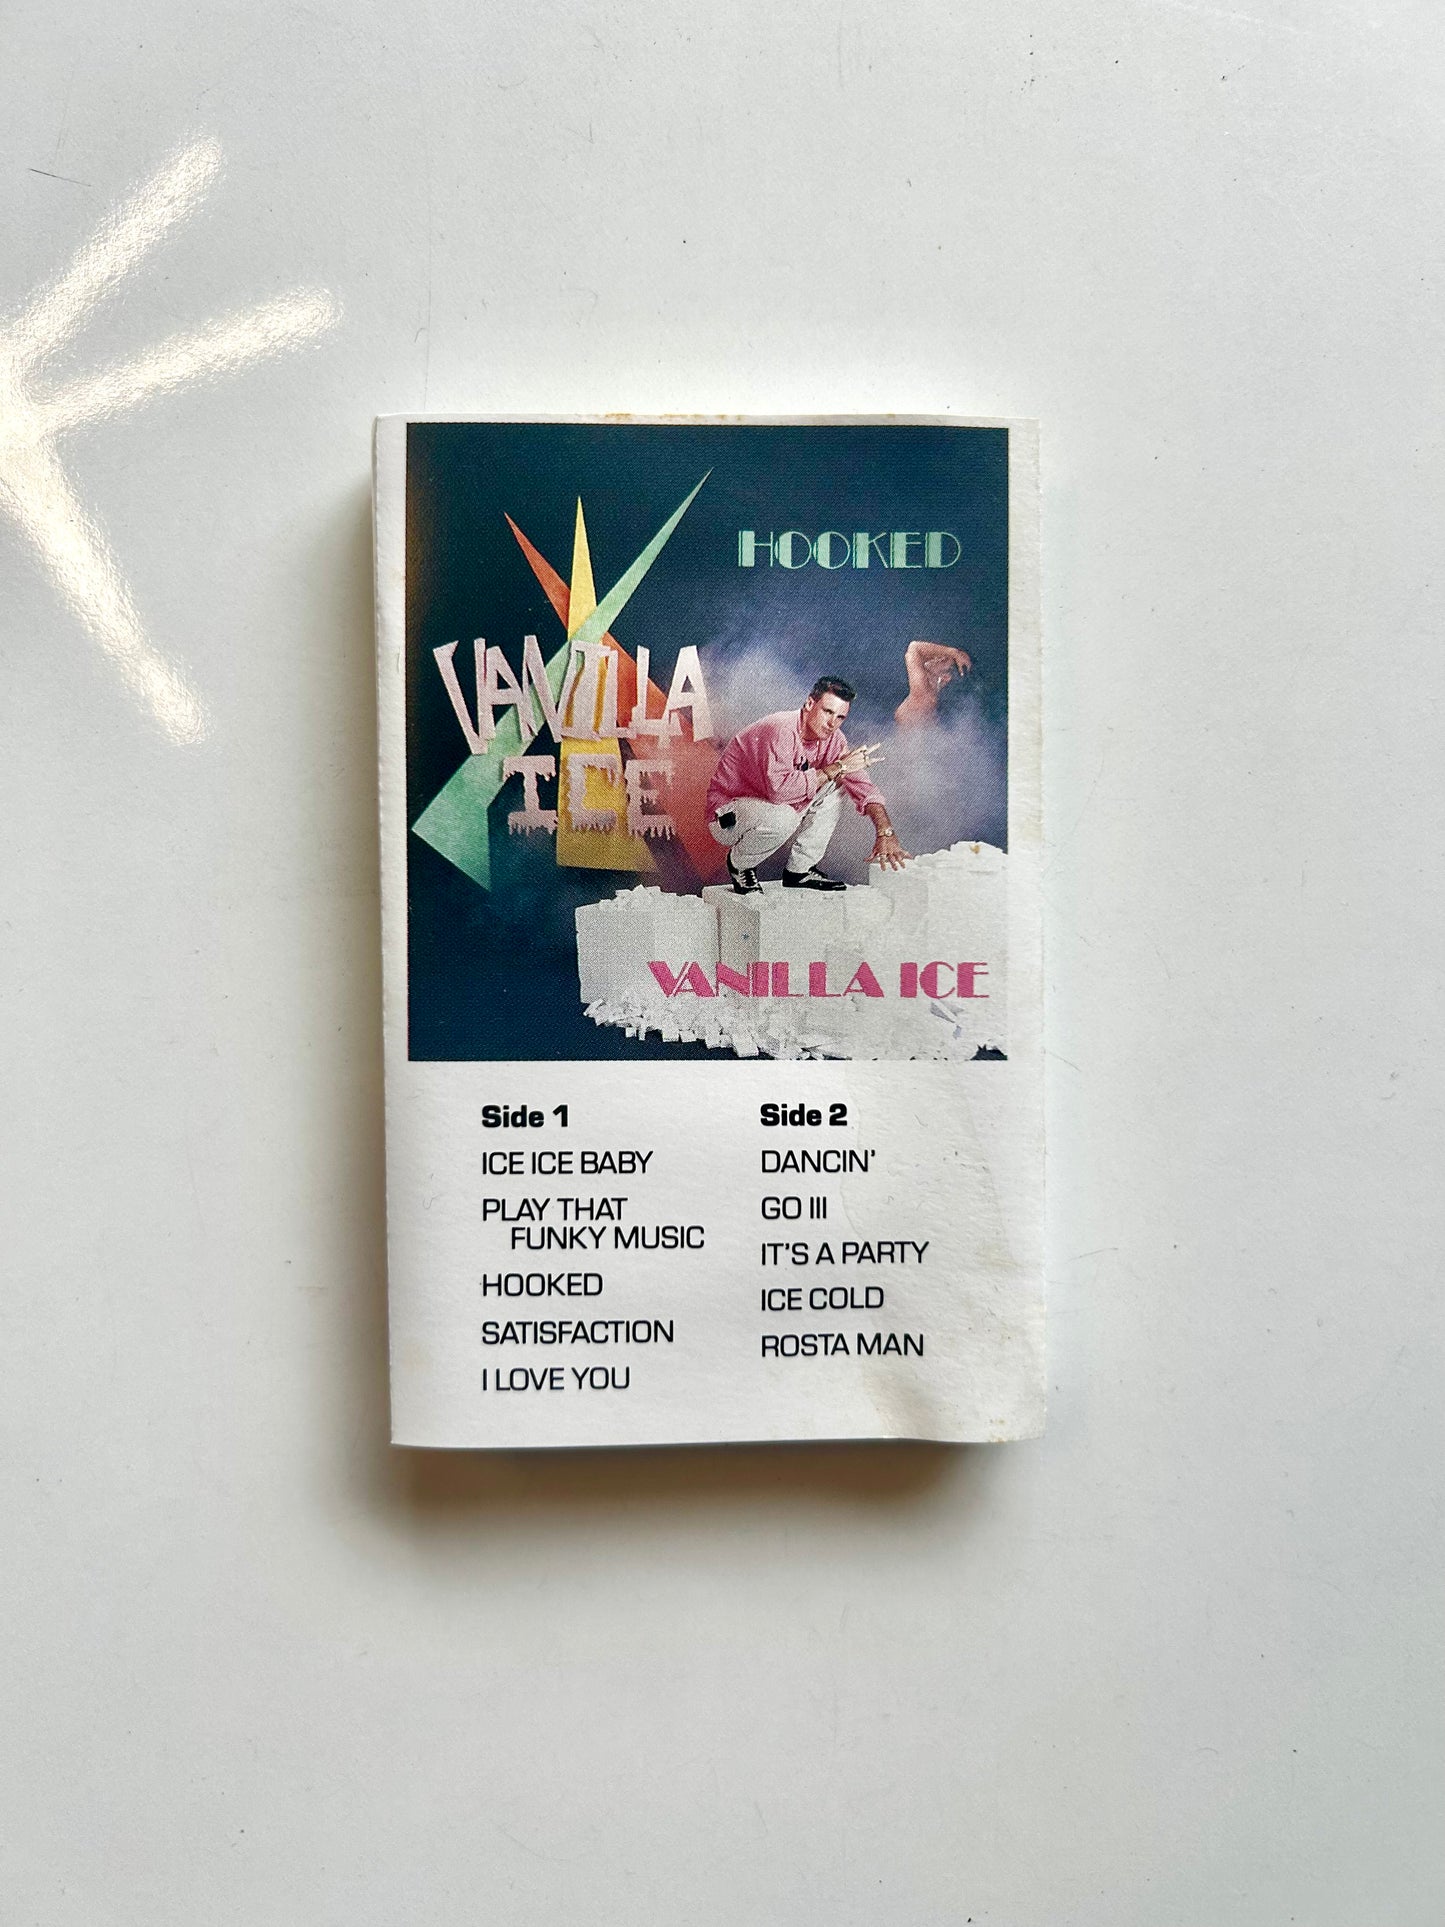 HOOKED
VANILLA
ICE
VANILLA ICE
Side 1
ICE ICE BABY
PLAY THAT
FUNKY MUSIC
HOOKED
SATISFACTION
I LOVE YOU
Side 2
DANCIN'
GO III
IT'S A PARTY
ICE COLD
ROSTA MAN